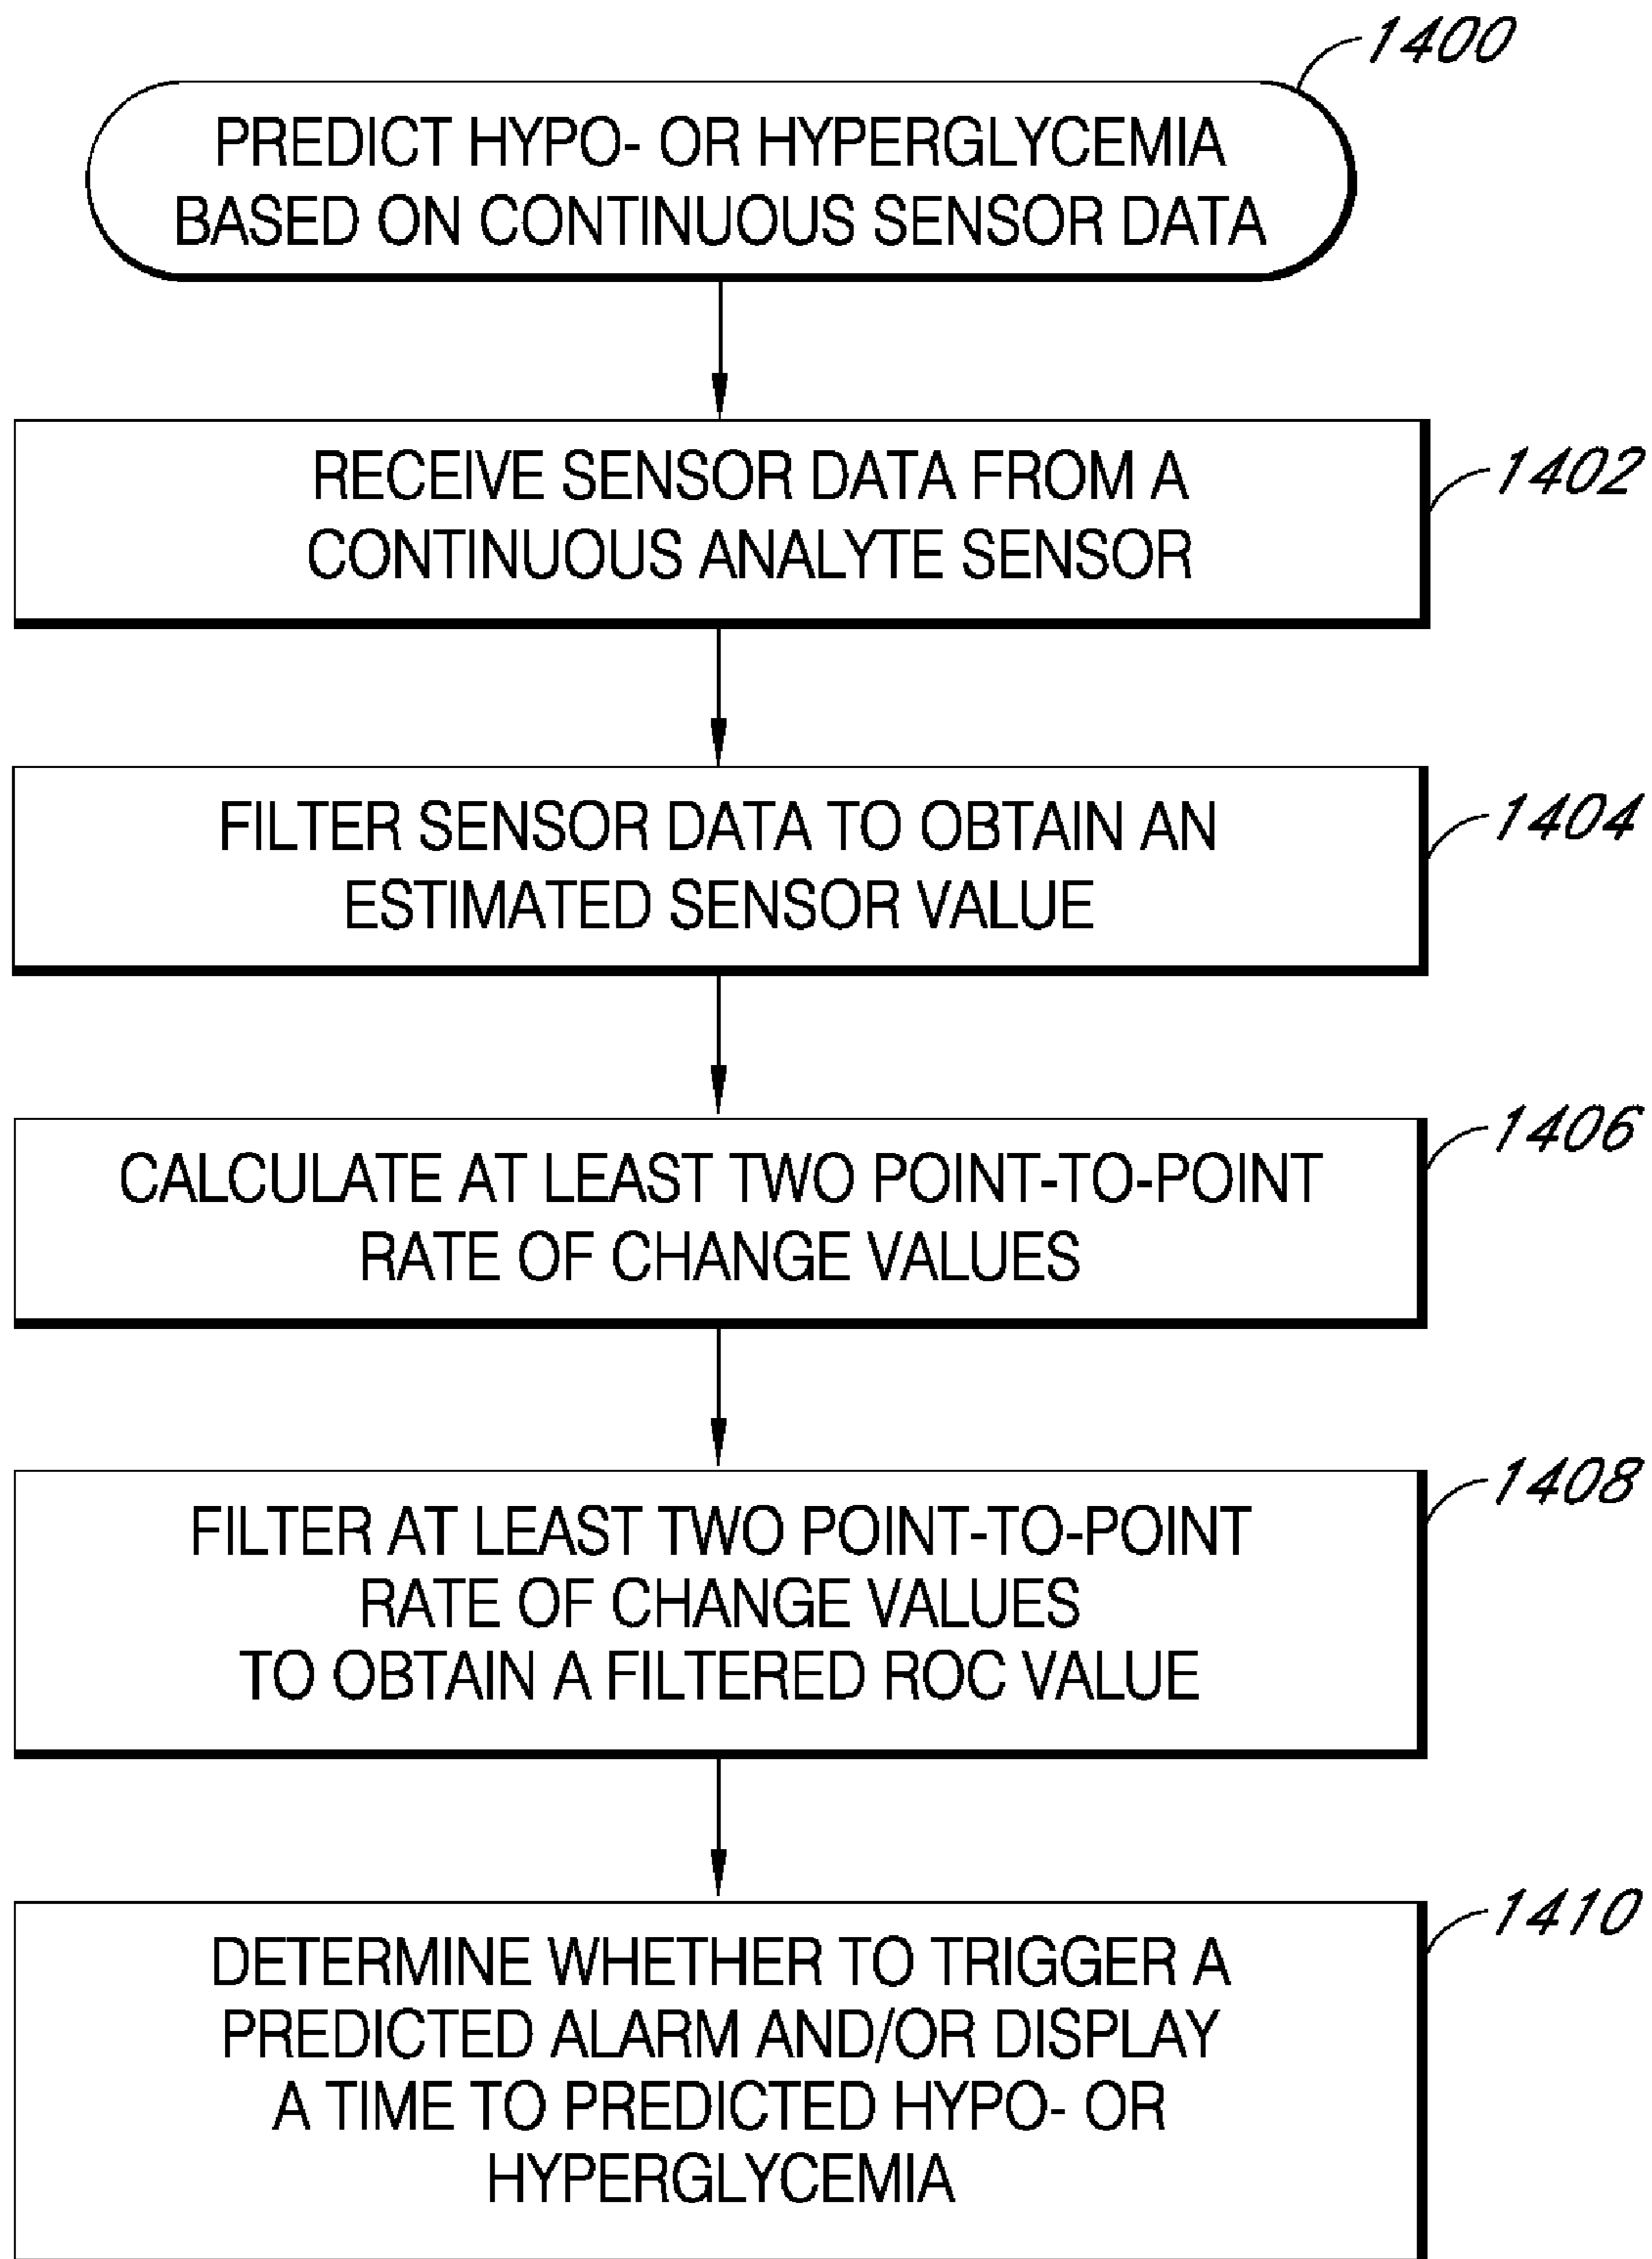 1400
PREDICT HYPO- OR HYPERGLYCEMIA
BASED ON CONTINUOUS SENSOR DATA
RECEIVE SENSOR DATA FROM A
CONTINUOUS ANALYTE SENSOR
1402
FILTER SENSOR DATA TO OBTAIN AN
ESTIMATED SENSOR VALUE
1404
CALCULATE AT LEAST TWO POINT-TO-POINT
RATE OF CHANGE VALUES
1406
FILTER AT LEAST TWO POINT-TO-POINT
RATE OF CHANGE VALUES
TO OBTAIN A FILTERED ROC VALUE
1408
DETERMINE WHETHER TO TRIGGER A
PREDICTED ALARM AND/OR DISPLAY
A TIME TO PREDICTED HYPO- OR
HYPERGLYCEMIA
1410